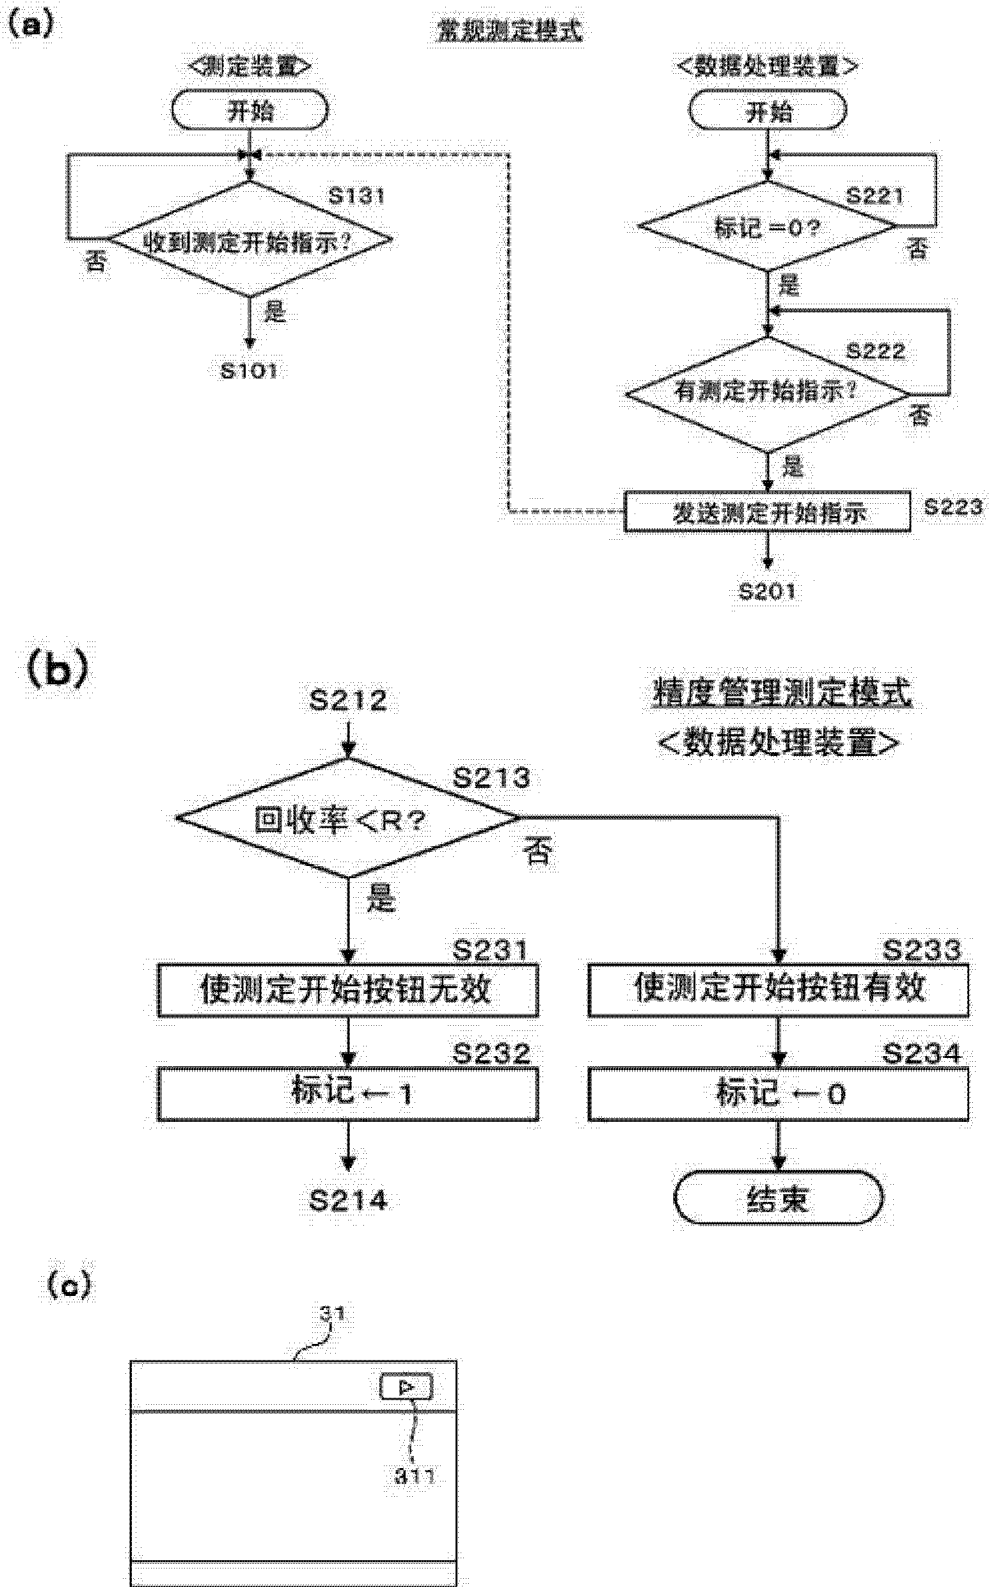 (a)
常规测定模式
<测定装置>
开始
S131
收到测定开始指示?
否
是
S101
<数据处理装置>
开始
S221
标记=0?
否
是
S222
有测定开始指示?
否
是
发送测定开始指示
S223
S201
(b)
精度管理测定模式
<数据处理装置>
S212
S213
回收率<R?
否
是
S231
使测定开始按钮无效
S232
标记←1
S214
S233
使测定开始按钮有效
S234
标记←0
结束
(c)
31
311